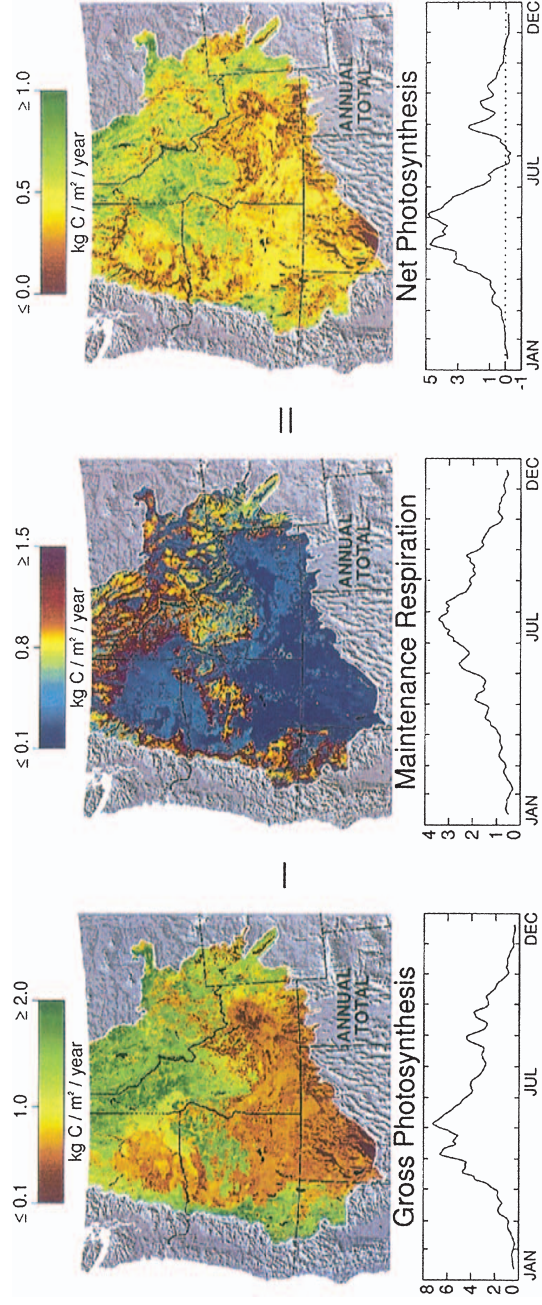 ≤ 0.1 1.0 ≥ 2.0
kg C / m² / year
ANNUAL
TOTAL
Gross Photosynthesis
8
6
4
2
0
JAN JUL DEC
−
≤ 0.1 0.8 ≥ 1.5
kg C / m² / year
ANNUAL
TOTAL
Maintenance Respiration
4
3
2
1
0
JAN JUL DEC
=
≤ 0.0 0.5 ≥ 1.0
kg C / m² / year
ANNUAL
TOTAL
Net Photosynthesis
5
3
1
0
-1
JAN JUL DEC